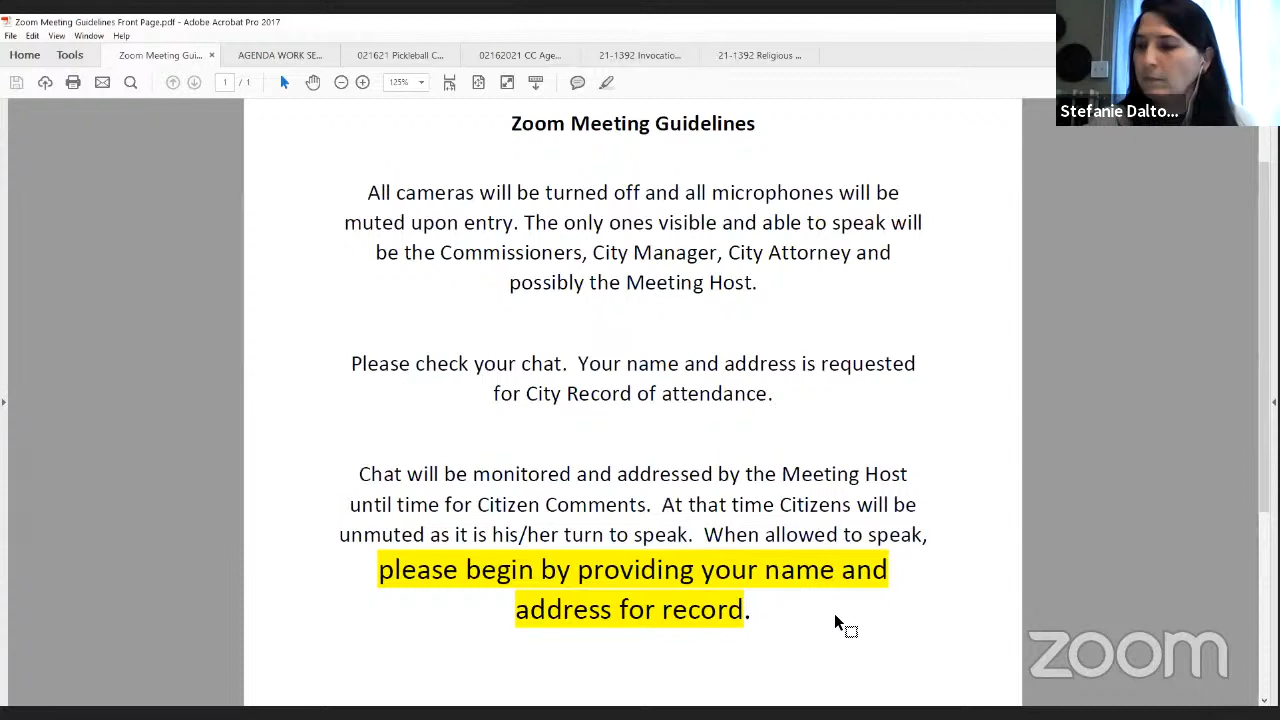 Zoom Meeting Guidelines Front Page.pdf - Adobe Acrobat Pro 2017
File Edit View Window Help
Home Tools Zoom Meeting Gui... × AGENDA WORK SE... 021621 Pickleball C... 02162021 CC Age... 21-1392 Invocatio... 21-1392 Religious ...
1 / 1 125%
Stefanie Dalto...
Zoom Meeting Guidelines
All cameras will be turned off and all microphones will be
muted upon entry. The only ones visible and able to speak will
be the Commissioners, City Manager, City Attorney and
possibly the Meeting Host.
Please check your chat.  Your name and address is requested
for City Record of attendance.
Chat will be monitored and addressed by the Meeting Host
until time for Citizen Comments.  At that time Citizens will be
unmuted as it is his/her turn to speak.  When allowed to speak,
please begin by providing your name and
address for record.
zoom